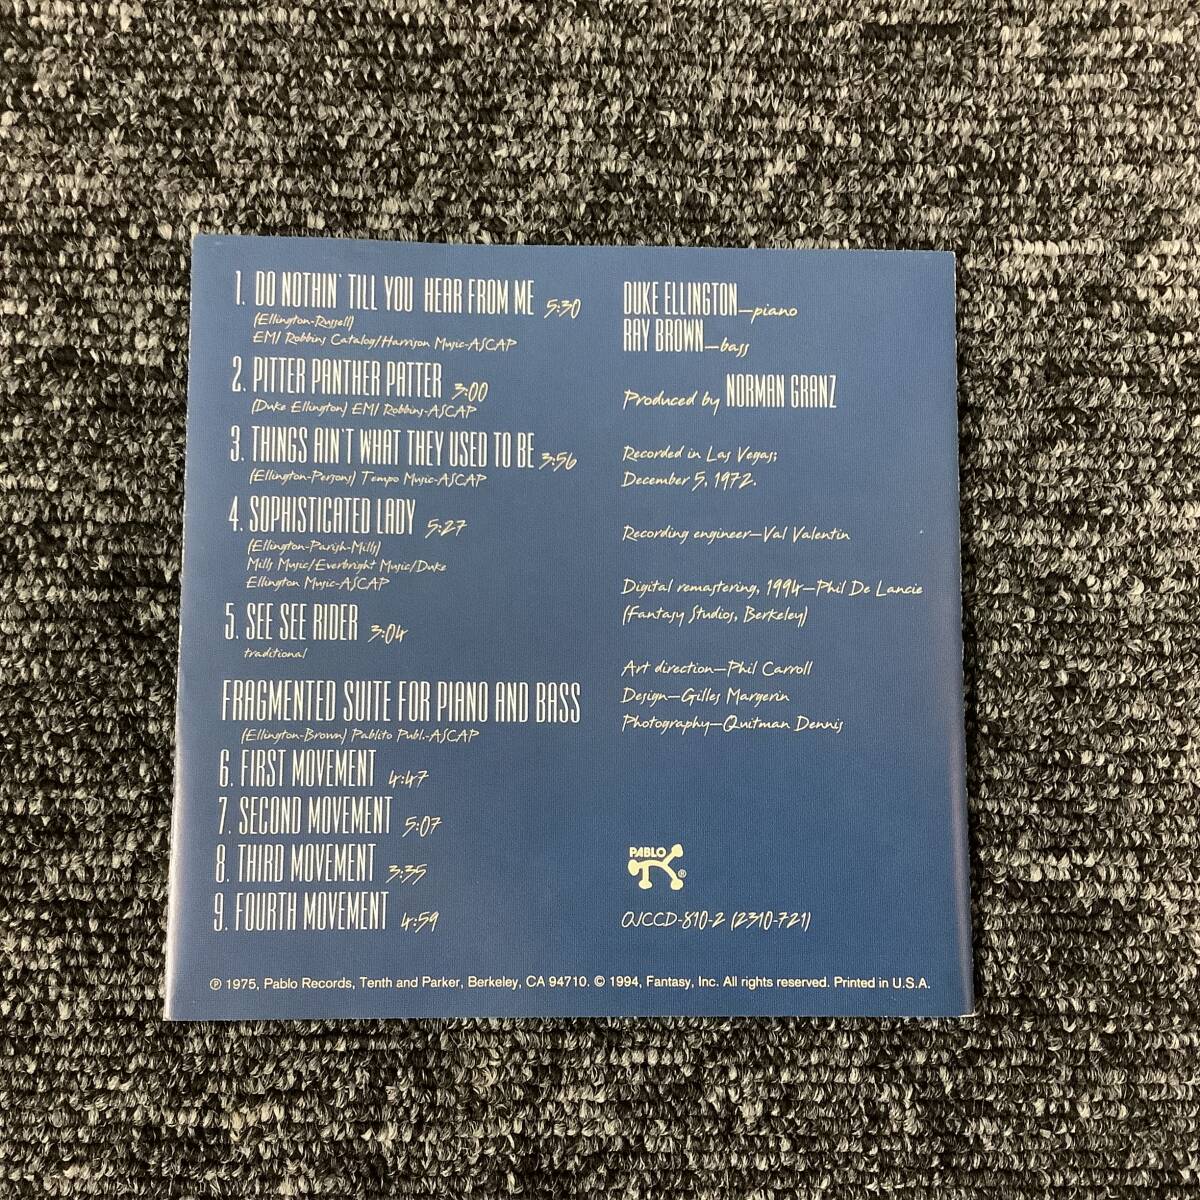 1. DO NOTHIN' TILL YOU HEAR FROM ME 5:30
(Ellington-Russell)
EMI Robbins Catalog/Harrison Music-ASCAP
2. PITTER PANTHER PATTER 3:00
(Duke Ellington) EMI Robbins-ASCAP
3. THINGS AIN'T WHAT THEY USED TO BE 3:56
(Ellington-Persons) Tempo Music-ASCAP
4. SOPHISTICATED LADY 5:27
(Ellington-Parish-Mills)
Mills Music/Everbright Music/Duke
Ellington Music-ASCAP
5. SEE SEE RIDER 3:04
traditional
FRAGMENTED SUITE FOR PIANO AND BASS
(Ellington-Brown) Pablito Publ.-ASCAP
6. FIRST MOVEMENT 4:47
7. SECOND MOVEMENT 5:07
8. THIRD MOVEMENT 3:35
9. FOURTH MOVEMENT 4:59
DUKE ELLINGTON—piano
RAY BROWN—bass
Produced by NORMAN GRANZ
Recorded in Las Vegas;
December 5, 1972.
Recording engineer—Val Valentin
Digital remastering, 1994—Phil De Lancie
(Fantasy Studios, Berkeley)
Art direction—Phil Carroll
Design—Gilles Margerin
Photography—Quitman Dennis
PABLO
®
OJCCD-810-2 (2310-721)
℗ 1975, Pablo Records, Tenth and Parker, Berkeley, CA 94710. © 1994, Fantasy, Inc. All rights reserved. Printed in U.S.A.